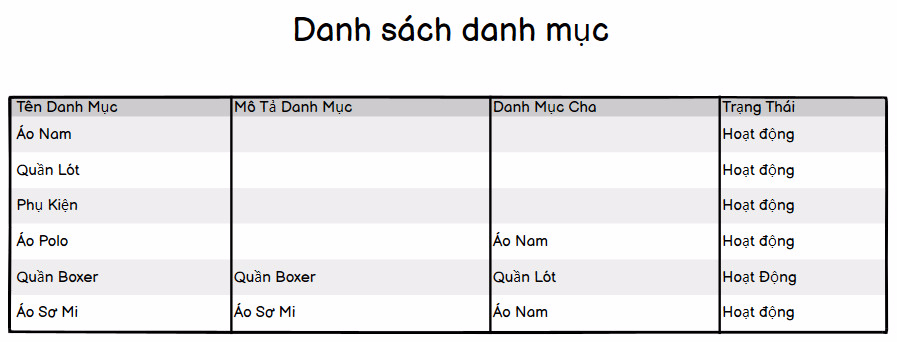 Danh sách danh mục
Tên Danh Mục Mô Tả Danh Mục Danh Mục Cha Trạng Thái
Áo Nam Hoạt động
Quần Lót Hoạt động
Phụ Kiện Hoạt động
Áo Polo Áo Nam Hoạt động
Quần Boxer Quần Boxer Quần Lót Hoạt Động
Áo Sơ Mi Áo Sơ Mi Áo Nam Hoạt động